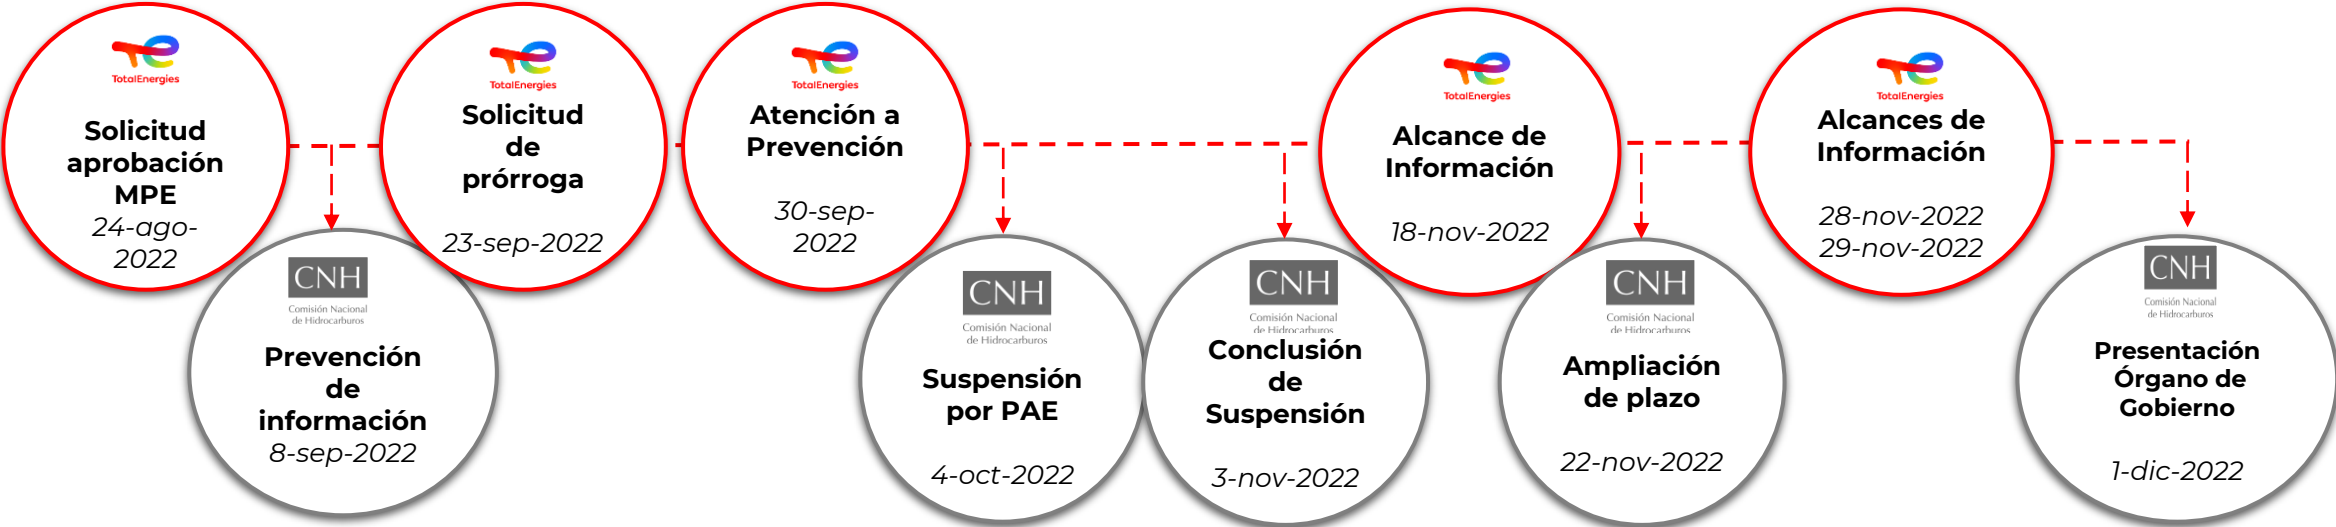 TotalEnergies
Solicitud
aprobación
MPE
24-ago-
2022
CNH
Comisión Nacional
de Hidrocarburos
Prevención
de
información
8-sep-2022
TotalEnergies
Solicitud
de
prórroga
23-sep-2022
TotalEnergies
Atención a
Prevención
30-sep-
2022
CNH
Comisión Nacional
de Hidrocarburos
Suspensión
por PAE
4-oct-2022
CNH
Comisión Nacional
de Hidrocarburos
Conclusión
de
Suspensión
3-nov-2022
TotalEnergies
Alcance de
Información
18-nov-2022
CNH
Comisión Nacional
de Hidrocarburos
Ampliación
de plazo
22-nov-2022
TotalEnergies
Alcances de
Información
28-nov-2022
29-nov-2022
CNH
Comisión Nacional
de Hidrocarburos
Presentación
Órgano de
Gobierno
1-dic-2022